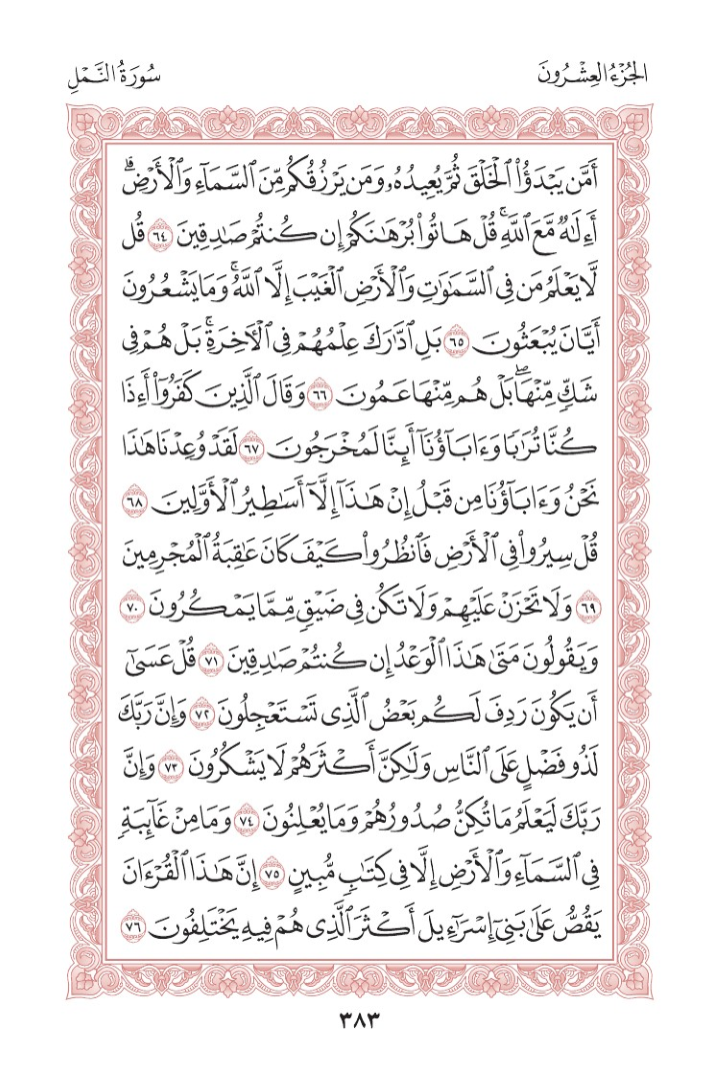 الجُزْءُ العِشْرُونَ
سُورَةُ النَّمْلِ
أَمَّن يَبْدَؤُا۟ ٱلْخَلْقَ ثُمَّ يُعِيدُهُۥ وَمَن يَرْزُقُكُم مِّنَ ٱلسَّمَآءِ وَٱلْأَرْضِ ۗ
أَءِلَـٰهٌ مَّعَ ٱللَّهِ ۚ قُلْ هَاتُوا۟ بُرْهَـٰنَكُمْ إِن كُنتُمْ صَـٰدِقِينَ ٦٤ قُل
لَّا يَعْلَمُ مَن فِى ٱلسَّمَـٰوَٰتِ وَٱلْأَرْضِ ٱلْغَيْبَ إِلَّا ٱللَّهُ ۚ وَمَا يَشْعُرُونَ
أَيَّانَ يُبْعَثُونَ ٦٥ بَلِ ٱدَّٰرَكَ عِلْمُهُمْ فِى ٱلْـَٔاخِرَةِ ۚ بَلْ هُمْ فِى
شَكٍّ مِّنْهَا ۖ بَلْ هُم مِّنْهَا عَمُونَ ٦٦ وَقَالَ ٱلَّذِينَ كَفَرُوٓا۟ أَءِذَا
كُنَّا تُرَٰبًا وَءَابَآؤُنَآ أَئِنَّا لَمُخْرَجُونَ ٦٧ لَقَدْ وُعِدْنَا هَـٰذَا
نَحْنُ وَءَابَآؤُنَا مِن قَبْلُ إِنْ هَـٰذَآ إِلَّآ أَسَـٰطِيرُ ٱلْأَوَّلِينَ ٦٨
قُلْ سِيرُوا۟ فِى ٱلْأَرْضِ فَٱنظُرُوا۟ كَيْفَ كَانَ عَـٰقِبَةُ ٱلْمُجْرِمِينَ
٦٩ وَلَا تَحْزَنْ عَلَيْهِمْ وَلَا تَكُن فِى ضَيْقٍ مِّمَّا يَمْكُرُونَ ٧٠
وَيَقُولُونَ مَتَىٰ هَـٰذَا ٱلْوَعْدُ إِن كُنتُمْ صَـٰدِقِينَ ٧١ قُلْ عَسَىٰٓ
أَن يَكُونَ رَدِفَ لَكُم بَعْضُ ٱلَّذِى تَسْتَعْجِلُونَ ٧٢ وَإِنَّ رَبَّكَ
لَذُو فَضْلٍ عَلَى ٱلنَّاسِ وَلَـٰكِنَّ أَكْثَرَهُمْ لَا يَشْكُرُونَ ٧٣ وَإِنَّ
رَبَّكَ لَيَعْلَمُ مَا تُكِنُّ صُدُورُهُمْ وَمَا يُعْلِنُونَ ٧٤ وَمَا مِنْ غَآئِبَةٍ
فِى ٱلسَّمَآءِ وَٱلْأَرْضِ إِلَّا فِى كِتَـٰبٍ مُّبِينٍ ٧٥ إِنَّ هَـٰذَا ٱلْقُرْءَانَ
يَقُصُّ عَلَىٰ بَنِىٓ إِسْرَٰٓءِيلَ أَكْثَرَ ٱلَّذِى هُمْ فِيهِ يَخْتَلِفُونَ ٧٦
٣٨٣